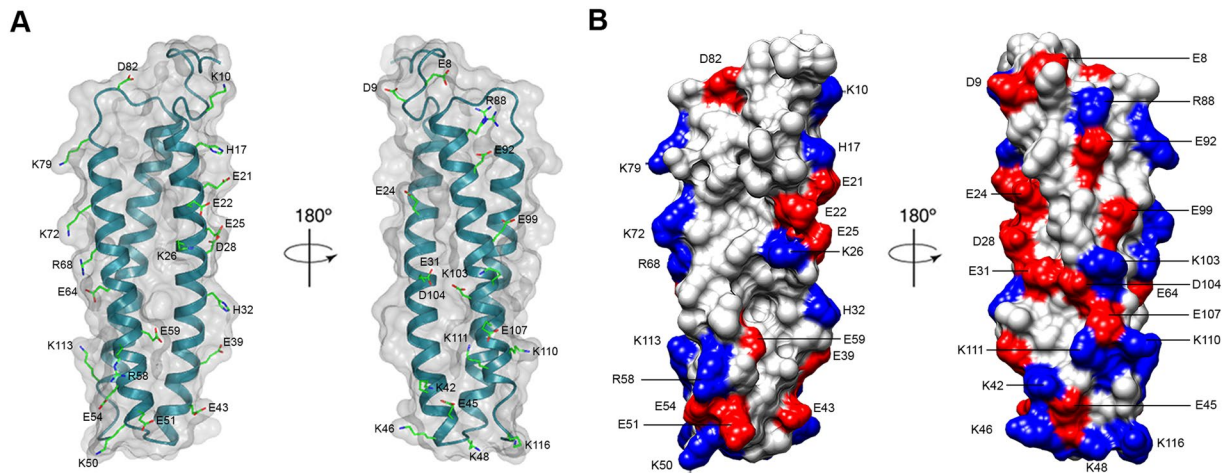 A
D82
K10
H17
K79
E21
E22
E25
K72
K26
D28
R68
E64
H32
E59
K113
E39
R58
E54
E51
E43
K50
180º
D9
E8
R88
E92
E24
E99
E31
K103
D104
E107
K111
K110
K42
E45
K46
K48
K116
B
D82
K10
H17
K79
E21
E22
K72
E25
K26
R68
H32
K113
E59
E39
R58
E54
E43
E51
K50
180º
E8
D9
R88
E92
E24
E99
D28
K103
E31
D104
E64
E107
K111
K110
K42
E45
K46
K116
K48